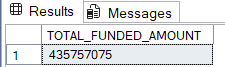 Results Messages
TOTAL_FUNDED_AMOUNT
1 435757075